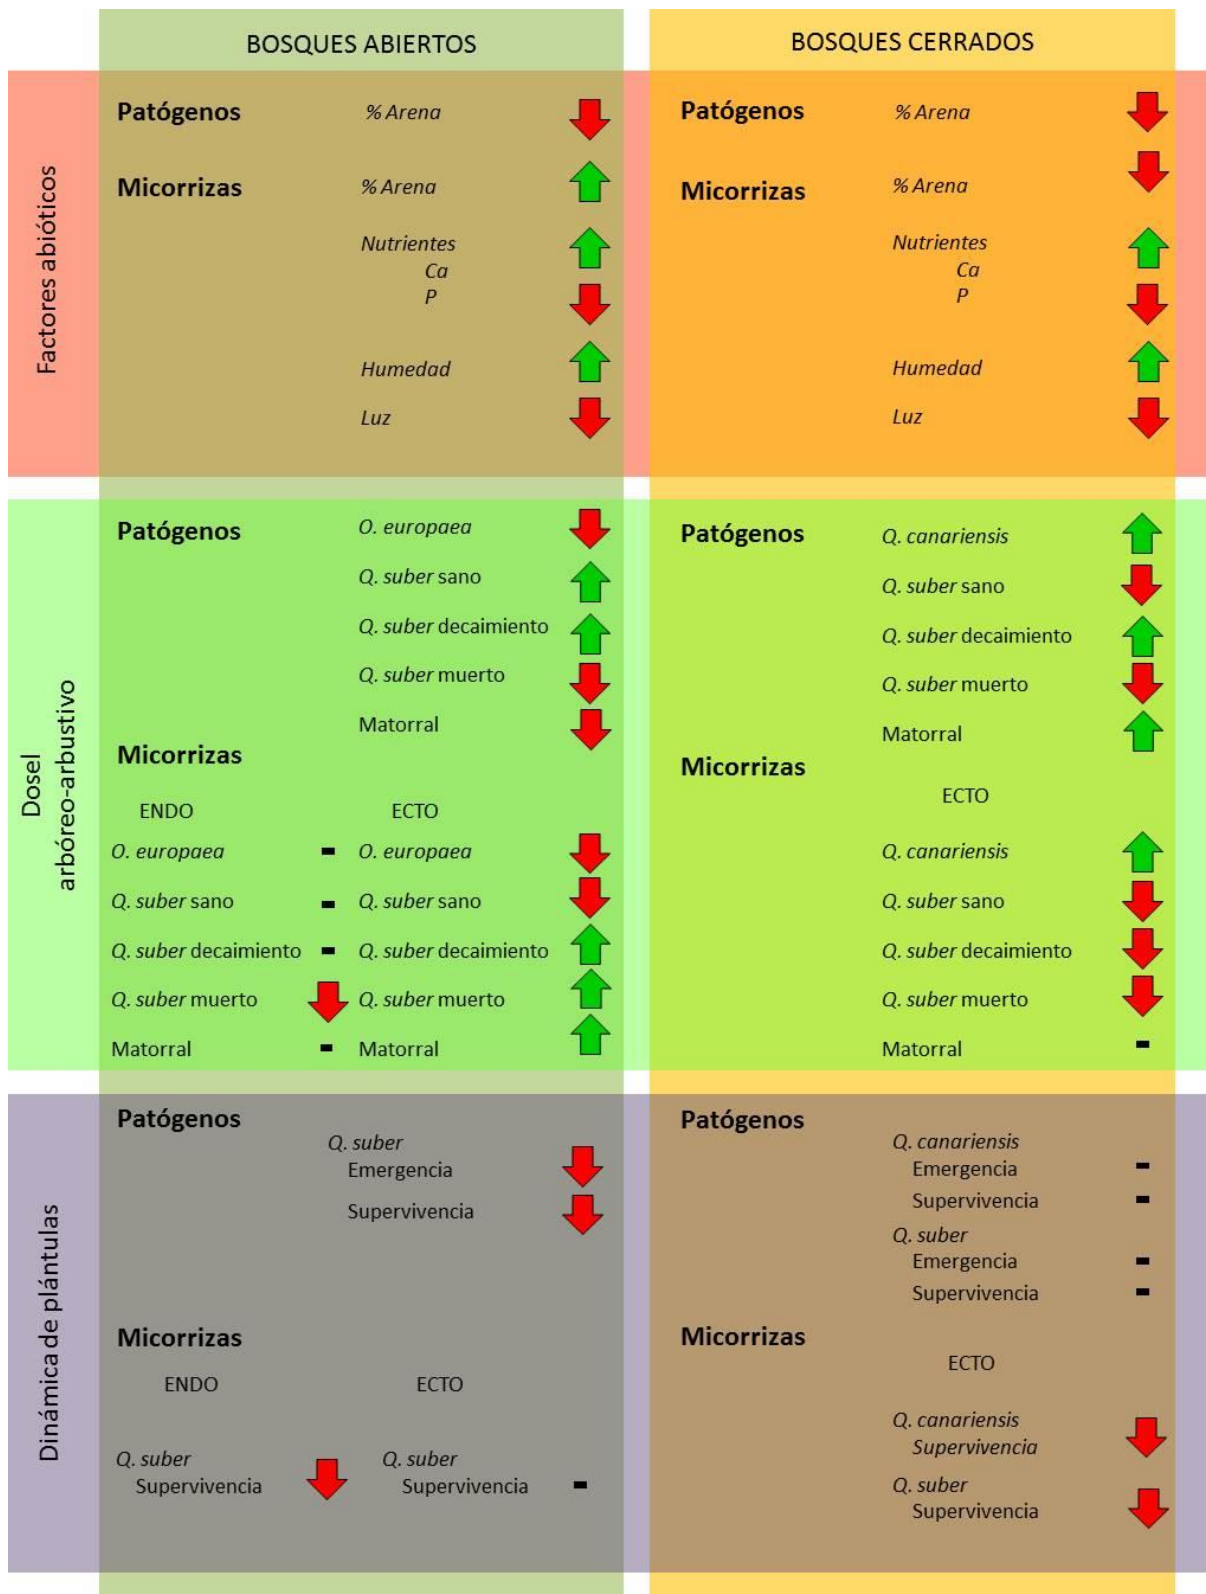 BOSQUES ABIERTOS
BOSQUES CERRADOS
Factores abióticos
Patógenos % Arena
Micorrizas % Arena
Nutrientes
Ca
P
Humedad
Luz
Patógenos % Arena
Micorrizas % Arena
Nutrientes
Ca
P
Humedad
Luz
Dosel
arbóreo-arbustivo
Patógenos O. europaea
Q. suber sano
Q. suber decaimiento
Q. suber muerto
Matorral
Micorrizas
ENDO ECTO
O. europaea - O. europaea
Q. suber sano - Q. suber sano
Q. suber decaimiento - Q. suber decaimiento
Q. suber muerto Q. suber muerto
Matorral - Matorral
Patógenos Q. canariensis
Q. suber sano
Q. suber decaimiento
Q. suber muerto
Matorral
Micorrizas
ECTO
Q. canariensis
Q. suber sano
Q. suber decaimiento
Q. suber muerto
Matorral -
Dinámica de plántulas
Patógenos
Q. suber
Emergencia
Supervivencia
Micorrizas
ENDO ECTO
Q. suber Q. suber
Supervivencia Supervivencia -
Patógenos
Q. canariensis
Emergencia -
Supervivencia -
Q. suber
Emergencia -
Supervivencia -
Micorrizas
ECTO
Q. canariensis
Supervivencia
Q. suber
Supervivencia